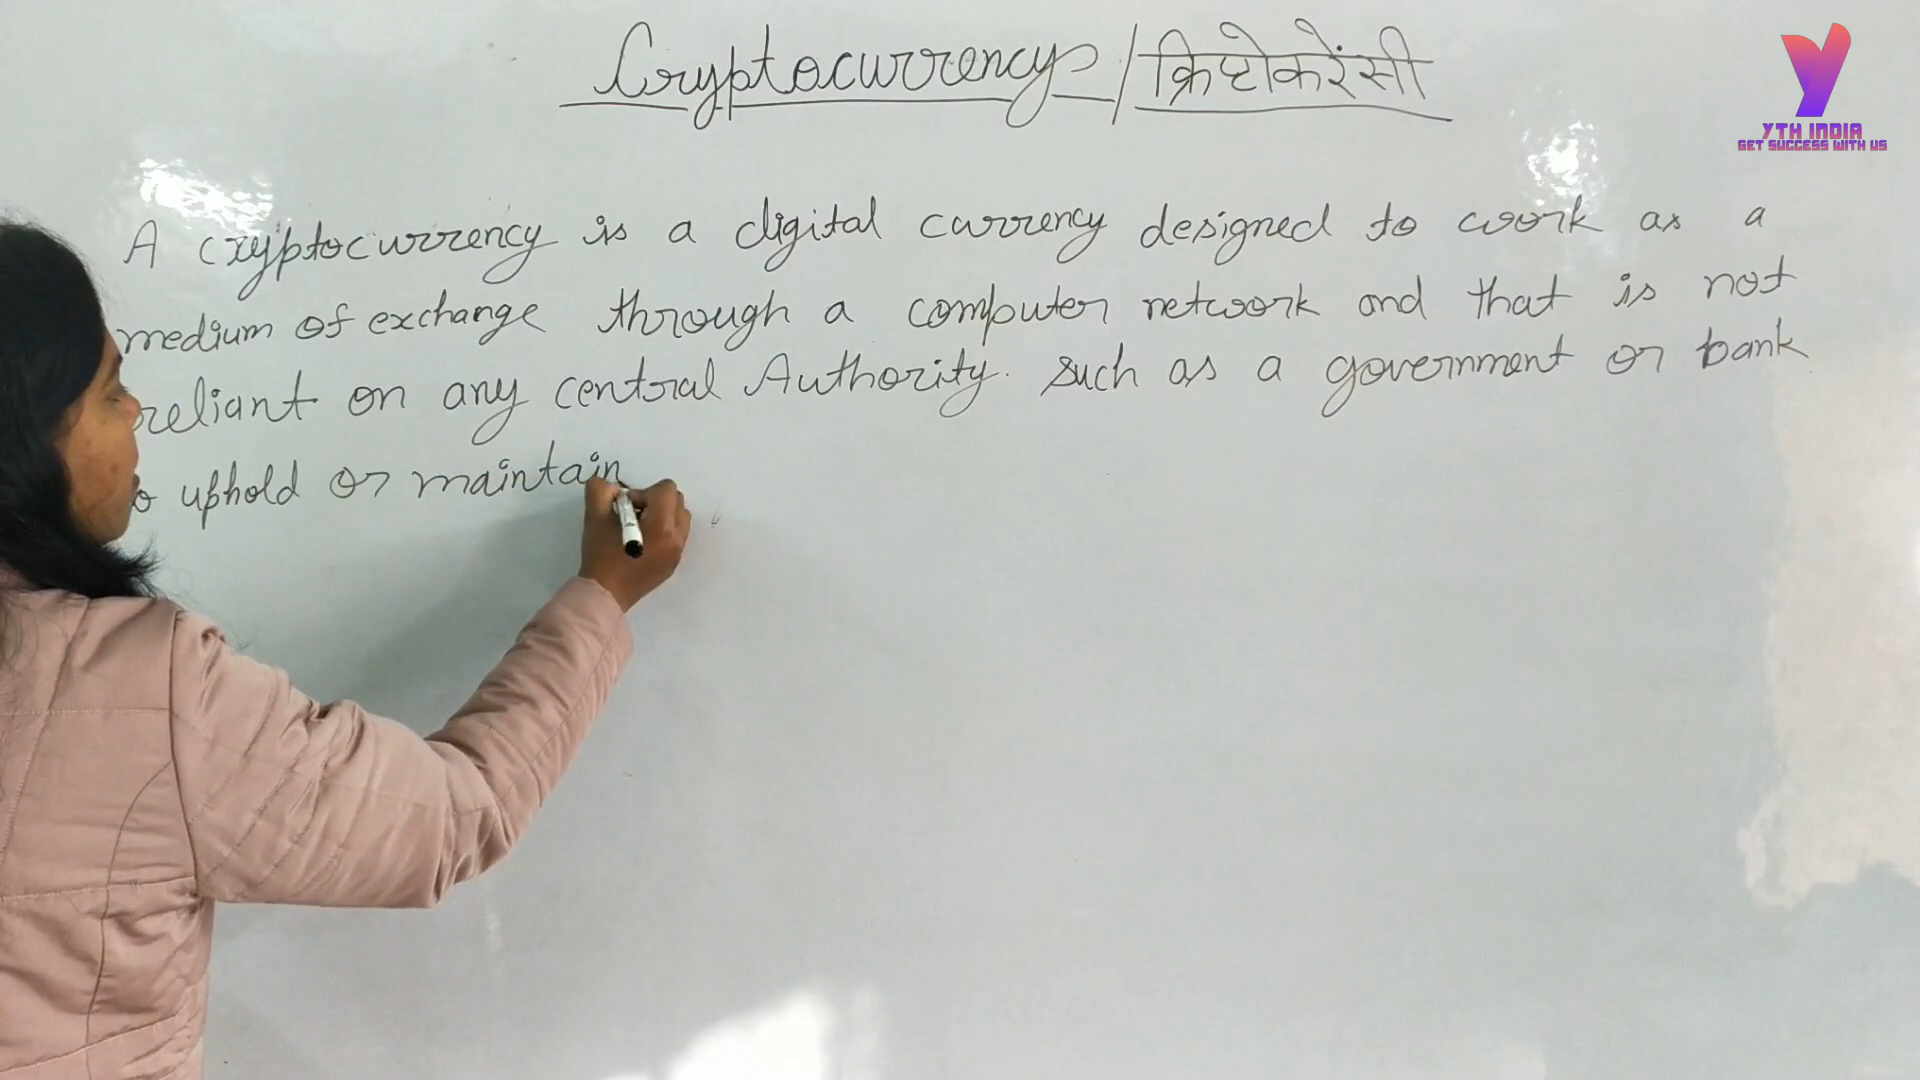 Cryptocurrency / क्रिप्टोकरेंसी
YTH INDIA
GET SUCCESS WITH US
A cryptocurrency is a digital currency designed to work as a
medium of exchange through a computer network and that is not
reliant on any central Authority. such as a government or bank
to uphold or maintain